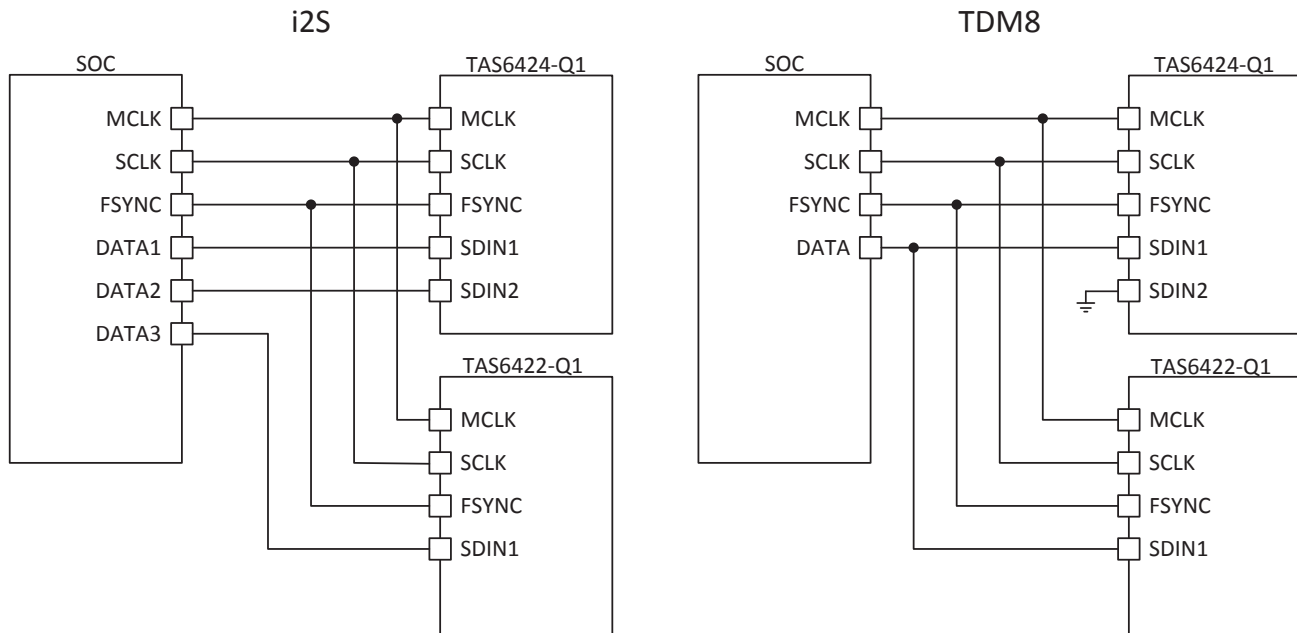 i2S
SOC
TAS6424-Q1
MCLK
MCLK
SCLK
SCLK
FSYNC
FSYNC
DATA1
SDIN1
DATA2
SDIN2
DATA3
TAS6422-Q1
MCLK
SCLK
FSYNC
SDIN1
TDM8
SOC
TAS6424-Q1
MCLK
MCLK
SCLK
SCLK
FSYNC
FSYNC
DATA
SDIN1
SDIN2
TAS6422-Q1
MCLK
SCLK
FSYNC
SDIN1